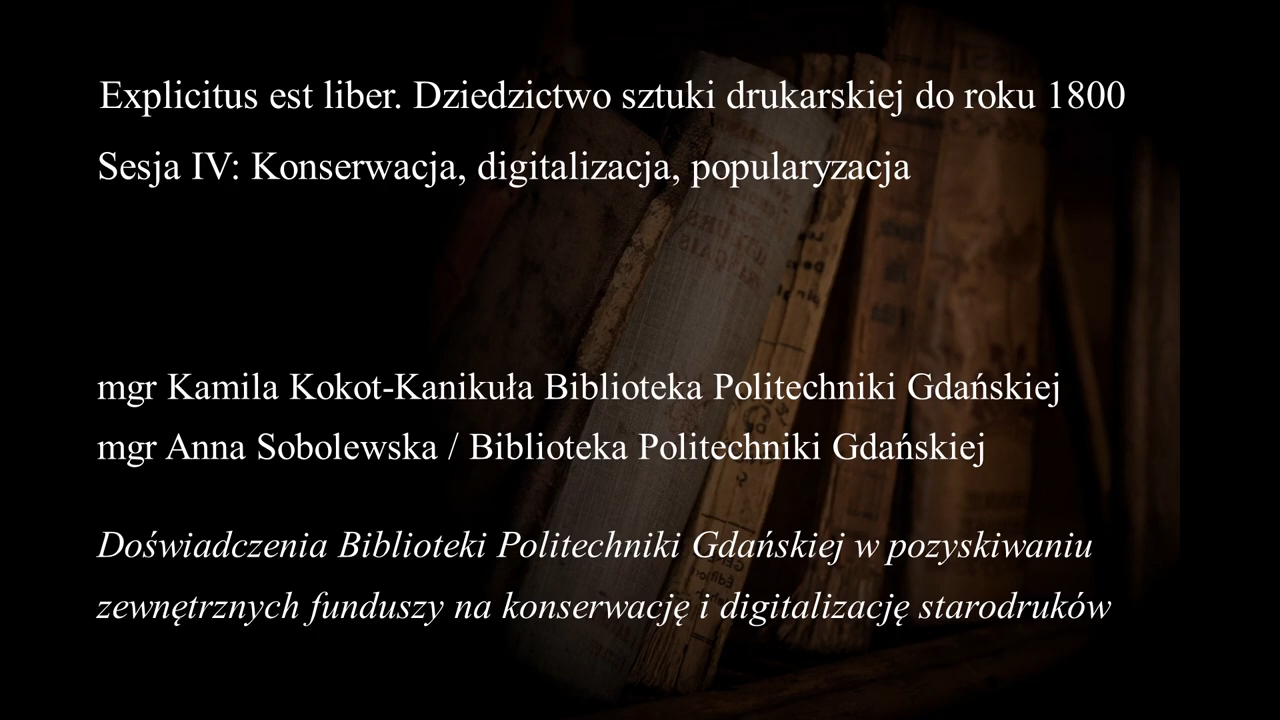 Explicitus est liber. Dziedzictwo sztuki drukarskiej do roku 1800
Sesja IV: Konserwacja, digitalizacja, popularyzacja
mgr Kamila Kokot-Kanikuła Biblioteka Politechniki Gdańskiej
mgr Anna Sobolewska / Biblioteka Politechniki Gdańskiej
Doświadczenia Biblioteki Politechniki Gdańskiej w pozyskiwaniu
zewnętrznych funduszy na konserwację i digitalizację starodruków